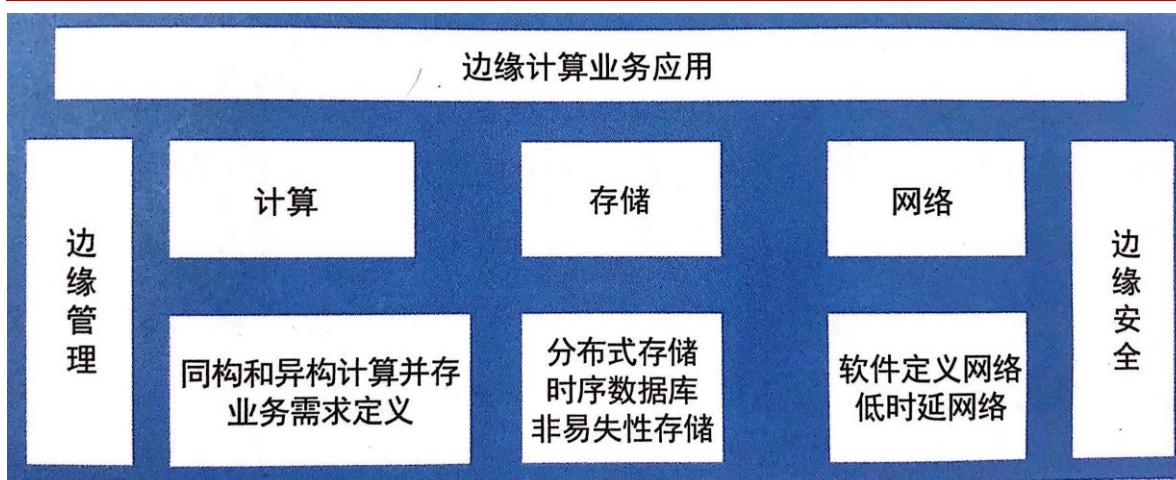 边缘计算业务应用
边缘管理
计算
存储
网络
边缘安全
同构和异构计算并存
业务需求定义
分布式存储
时序数据库
非易失性存储
软件定义网络
低时延网络